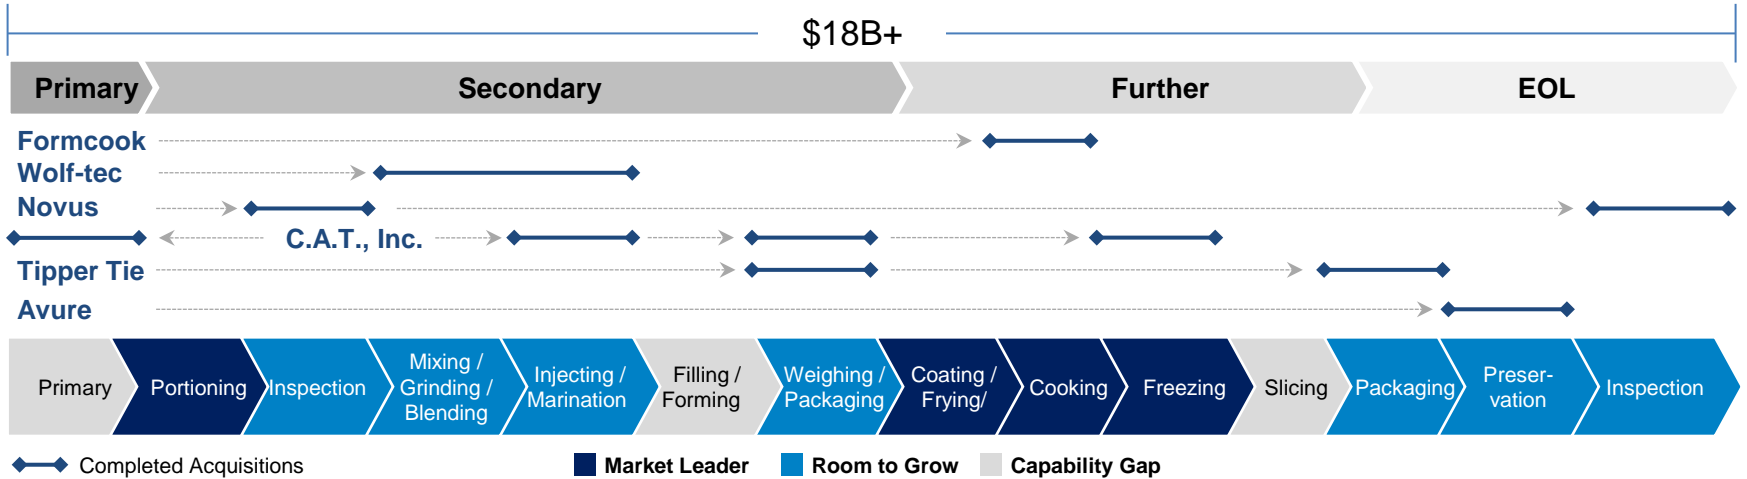 $18B+
Primary
Secondary
Further
EOL
Formcook
Wolf-tec
Novus
C.A.T., Inc.
Tipper Tie
Avure
Primary
Portioning
Inspection
Mixing /
Grinding /
Blending
Injecting /
Marination
Filling /
Forming
Weighing /
Packaging
Coating /
Frying/
Cooking
Freezing
Slicing
Packaging
Preser-
vation
Inspection
Completed Acquisitions
Market Leader
Room to Grow
Capability Gap